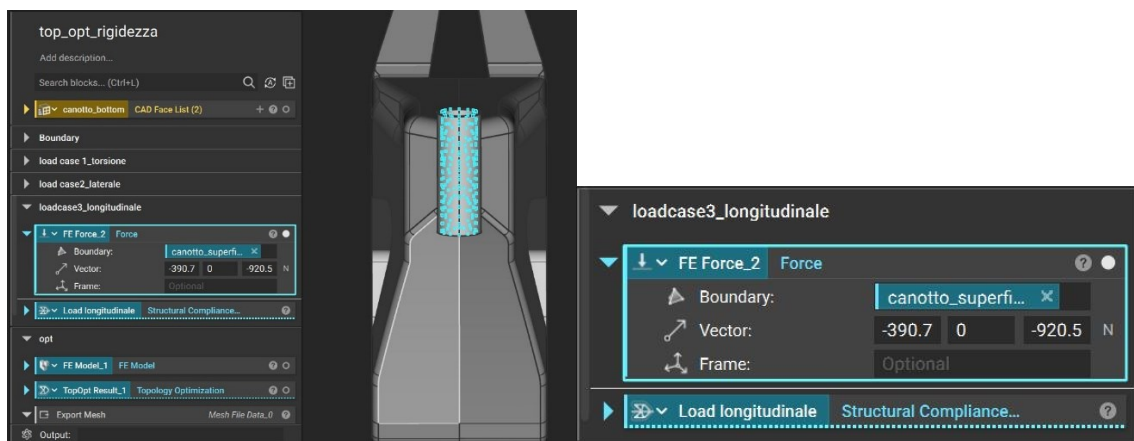 top_opt_rigidezza
Add description...
Search blocks... (Ctrl+L)
canotto_bottom CAD Face List (2)
Boundary
load case 1_torsione
load case2_laterale
loadcase3_longitudinale
FE Force_2 Force
Boundary: canotto_superfi...
Vector: -390.7 0 -920.5 N
Frame: Optional
Load longitudinale Structural Compliance...
opt
FE Model_1 FE Model
TopOpt Result_1 Topology Optimization
Export Mesh Mesh File Data_0
Output:
loadcase3_longitudinale
FE Force_2 Force
Boundary: canotto_superfi...
Vector: -390.7 0 -920.5 N
Frame: Optional
Load longitudinale Structural Compliance...